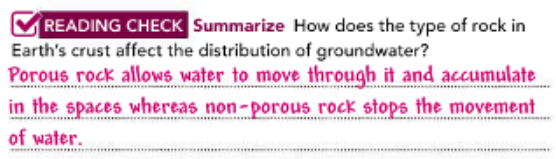 READING CHECK Summarize How does the type of rock in
Earth's crust affect the distribution of groundwater?
Porous rock allows water to move through it and accumulate
in the spaces whereas non-porous rock stops the movement
of water.